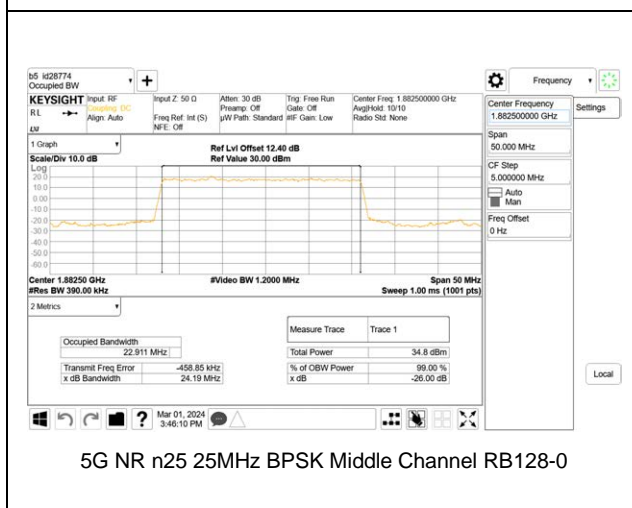 b5 id28774
Occupied BW
Frequency
KEYSIGHT Input: RF Input Z: 50 Ω Atten: 30 dB Trig: Free Run Center Freq: 1.882500000 GHz
RL Coupling: DC Preamp: Off Gate: Off Avg|Hold: 10/10
Align: Auto Freq Ref: Int (S) µW Path: Standard #IF Gain: Low Radio Std: None
LXI NFE: Off
Center Frequency
1.882500000 GHz
Settings
Span
50.000 MHz
CF Step
5.000000 MHz
Auto
Man
Freq Offset
0 Hz
1 Graph
Ref Lvl Offset 12.40 dB
Scale/Div 10.0 dB Ref Value 30.00 dBm
Log
20.0
10.0
0.00
-10.0
-20.0
-30.0
-40.0
-50.0
-60.0
Center 1.88250 GHz #Video BW 1.2000 MHz Span 50 MHz
#Res BW 390.00 kHz Sweep 1.00 ms (1001 pts)
2 Metrics
Measure Trace Trace 1
Occupied Bandwidth
22.911 MHz Total Power 34.8 dBm
Transmit Freq Error -458.85 kHz % of OBW Power 99.00 %
x dB Bandwidth 24.19 MHz x dB -26.00 dB
Local
Mar 01, 2024
3:46:10 PM
5G NR n25 25MHz BPSK Middle Channel RB128-0